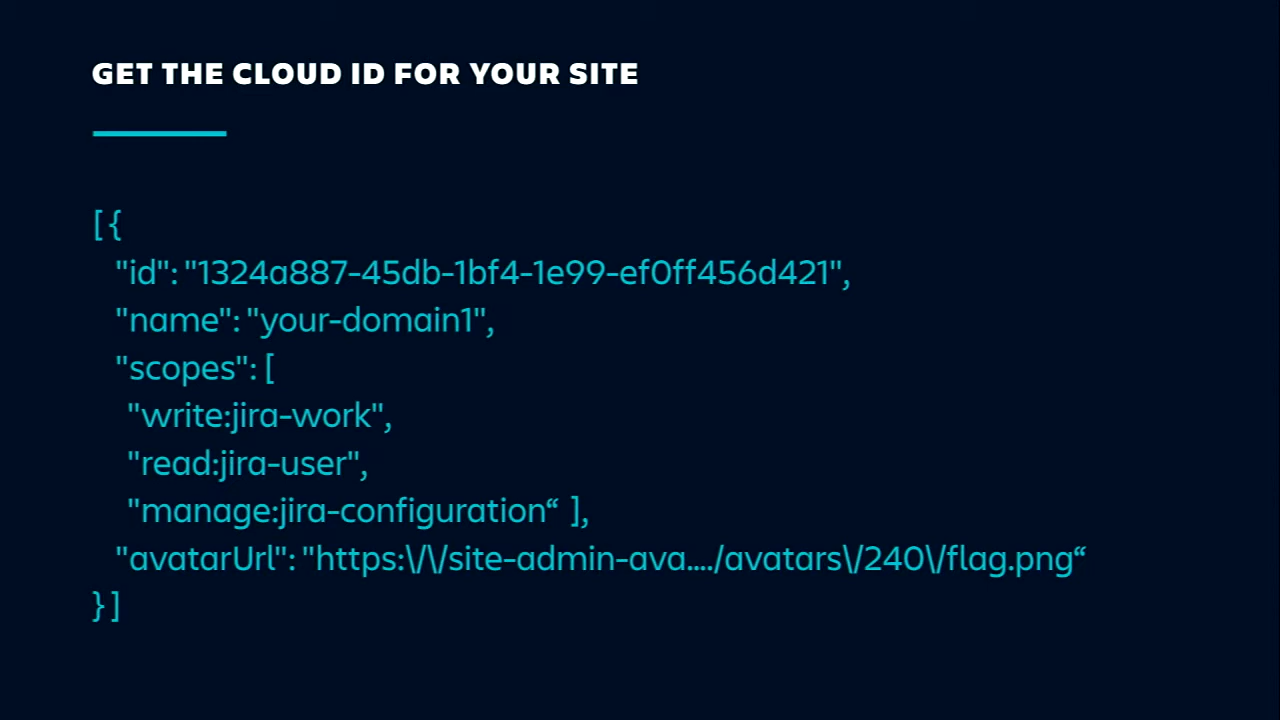 GET THE CLOUD ID FOR YOUR SITE
[ {
"id": "1324a887-45db-1bf4-1e99-ef0ff456d421",
"name": "your-domain1",
"scopes": [
"write:jira-work",
"read:jira-user",
"manage:jira-configuration“ ],
"avatarUrl": "https:\/\/site-admin-ava..../avatars\/240\/flag.png“
} ]